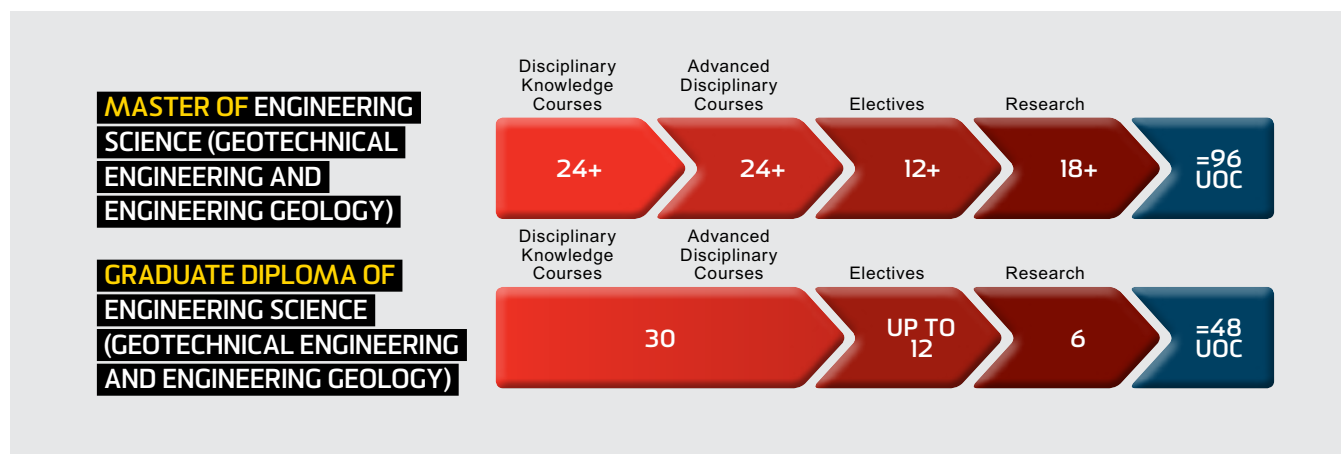 MASTER OF ENGINEERING
SCIENCE (GEOTECHNICAL
ENGINEERING AND
ENGINEERING GEOLOGY)
Disciplinary
Knowledge
Courses
Advanced
Disciplinary
Courses
Electives
Research
24+
24+
12+
18+
=96
UOC
GRADUATE DIPLOMA OF
ENGINEERING SCIENCE
(GEOTECHNICAL ENGINEERING
AND ENGINEERING GEOLOGY)
Disciplinary
Knowledge
Courses
Advanced
Disciplinary
Courses
Electives
Research
30
UP TO
12
6
=48
UOC